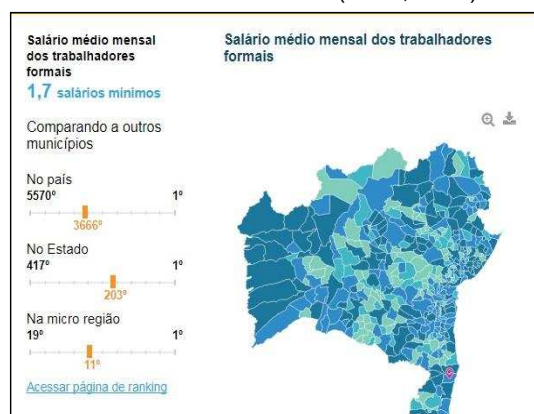 Salário médio mensal
dos trabalhadores
formais
1,7 salários mínimos
Comparando a outros
municípios
No país
5570º 1º
3666º
No Estado
417º 1º
203º
Na micro região
19º 1º
11º
Acessar página de ranking
Salário médio mensal dos trabalhadores
formais